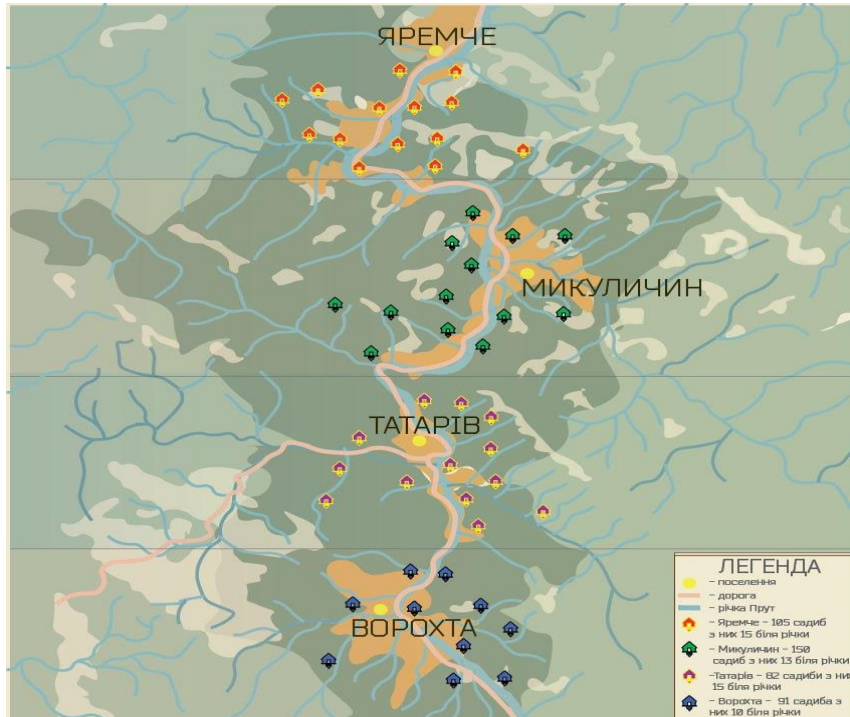 ЯРЕМЧЕ
МИКУЛИЧИН
ТАТАРІВ
ВОРОХТА
ЛЕГЕНДА
- поселення
- дорога
- річка Прут
- Яремче - 105 садиб
з них 15 біля річки
- Микуличин - 150
садиб з них 13 біля річки
-Татарів - 82 садиби з них
15 біля річки
- Ворохта - 91 садиба з
них 10 біля річки